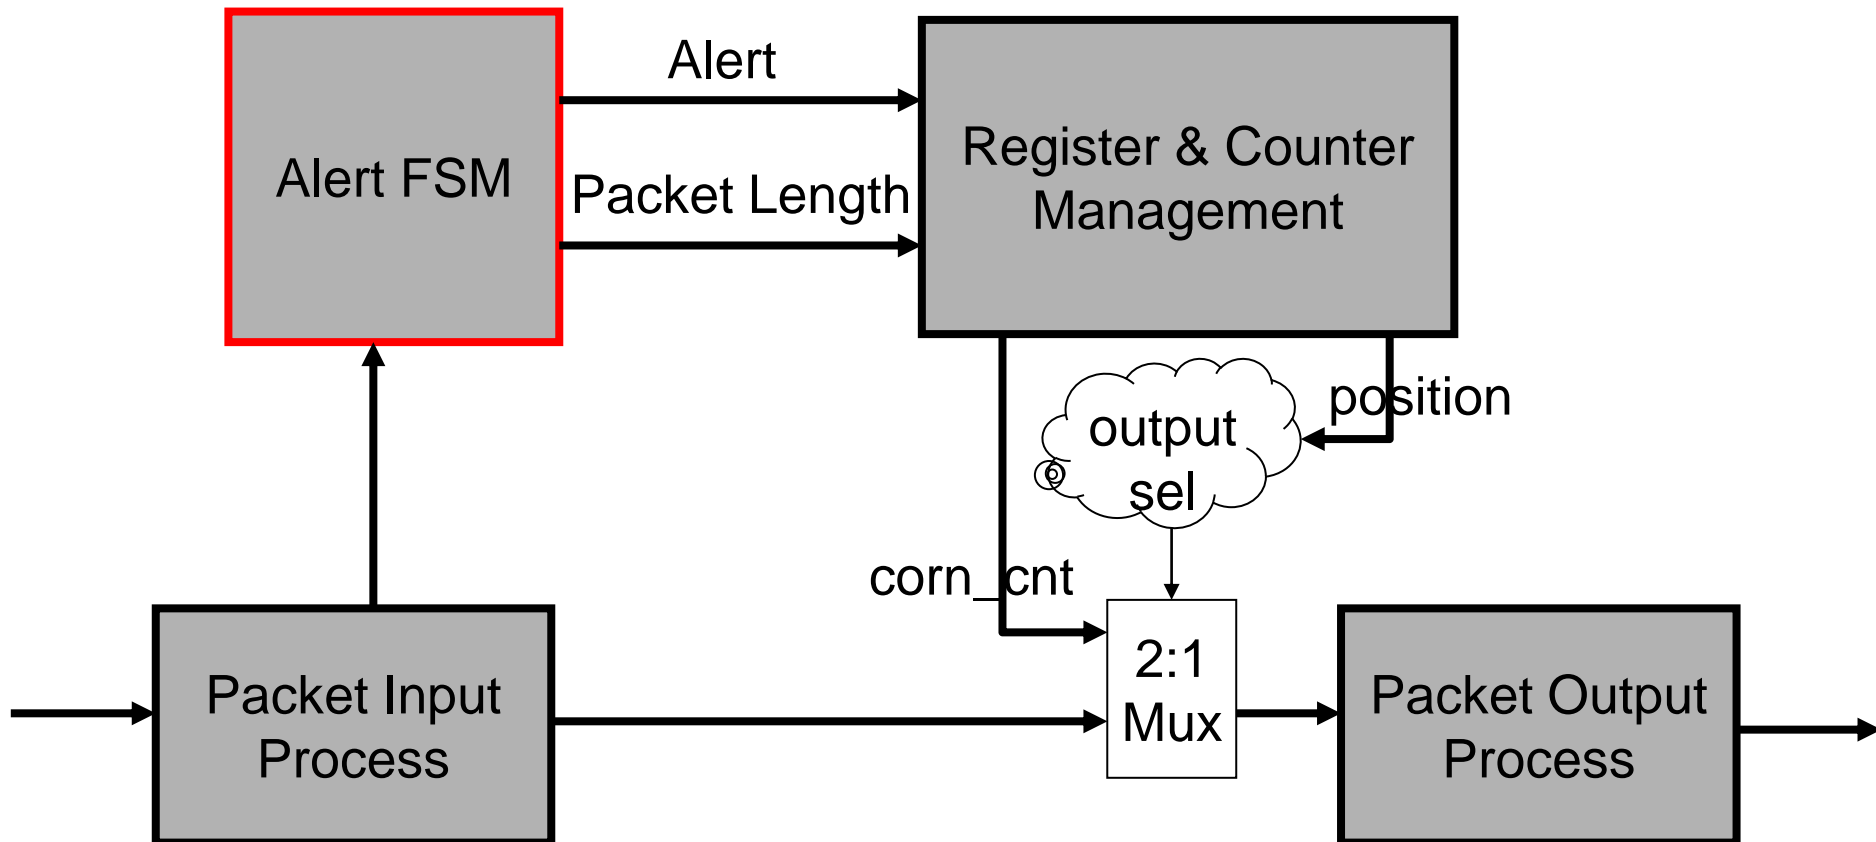 Alert FSM
Alert
Packet Length
Register & Counter
Management
output
sel
position
corn_cnt
2:1
Mux
Packet Input
Process
Packet Output
Process